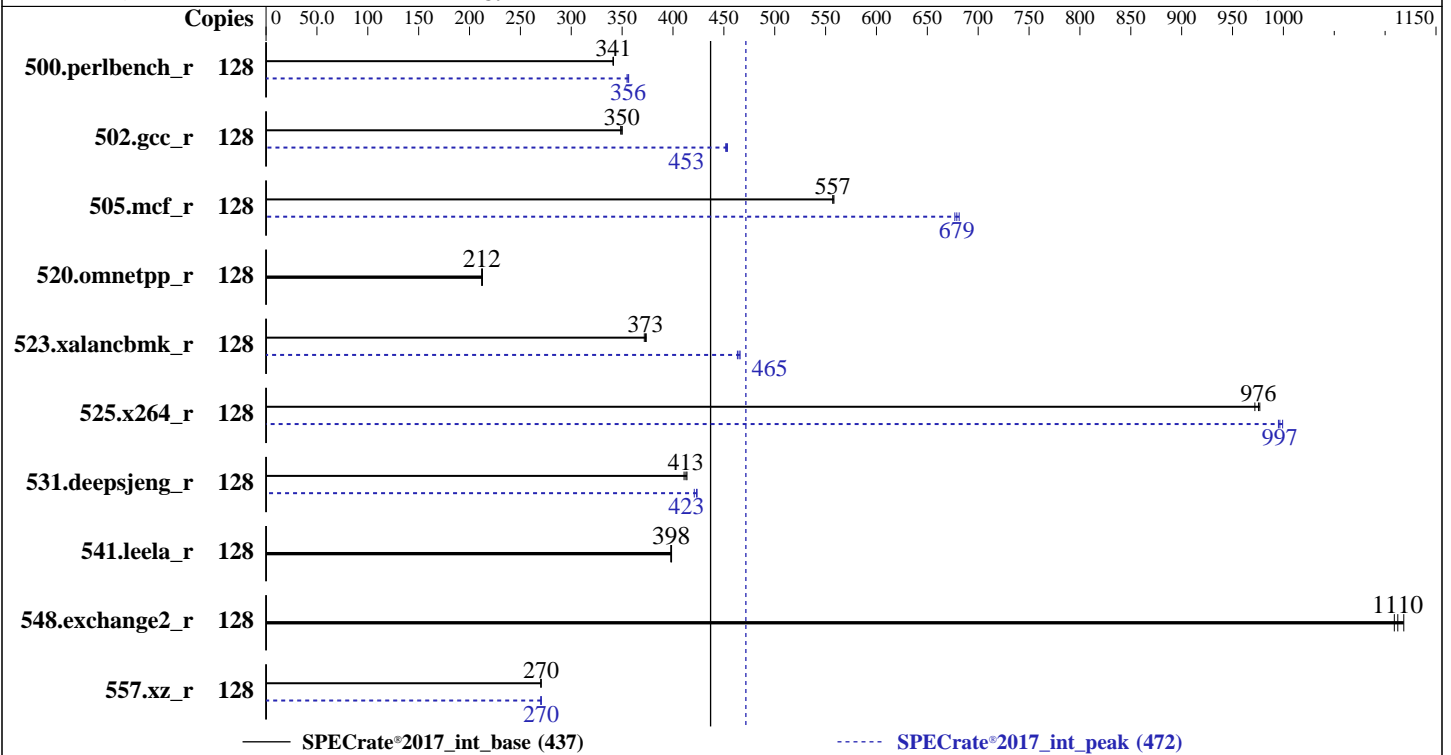 Copies 0 50.0 100 150 200 250 300 350 400 450 500 550 600 650 700 750 800 850 900 950 1000 1150
341
500.perlbench_r 128
356
350
502.gcc_r 128
453
557
505.mcf_r 128
679
212
520.omnetpp_r 128
373
523.xalancbmk_r 128
465
976
525.x264_r 128
997
413
531.deepsjeng_r 128
423
398
541.leela_r 128
1110
548.exchange2_r 128
270
557.xz_r 128
270
SPECrate®2017_int_base (437) SPECrate®2017_int_peak (472)